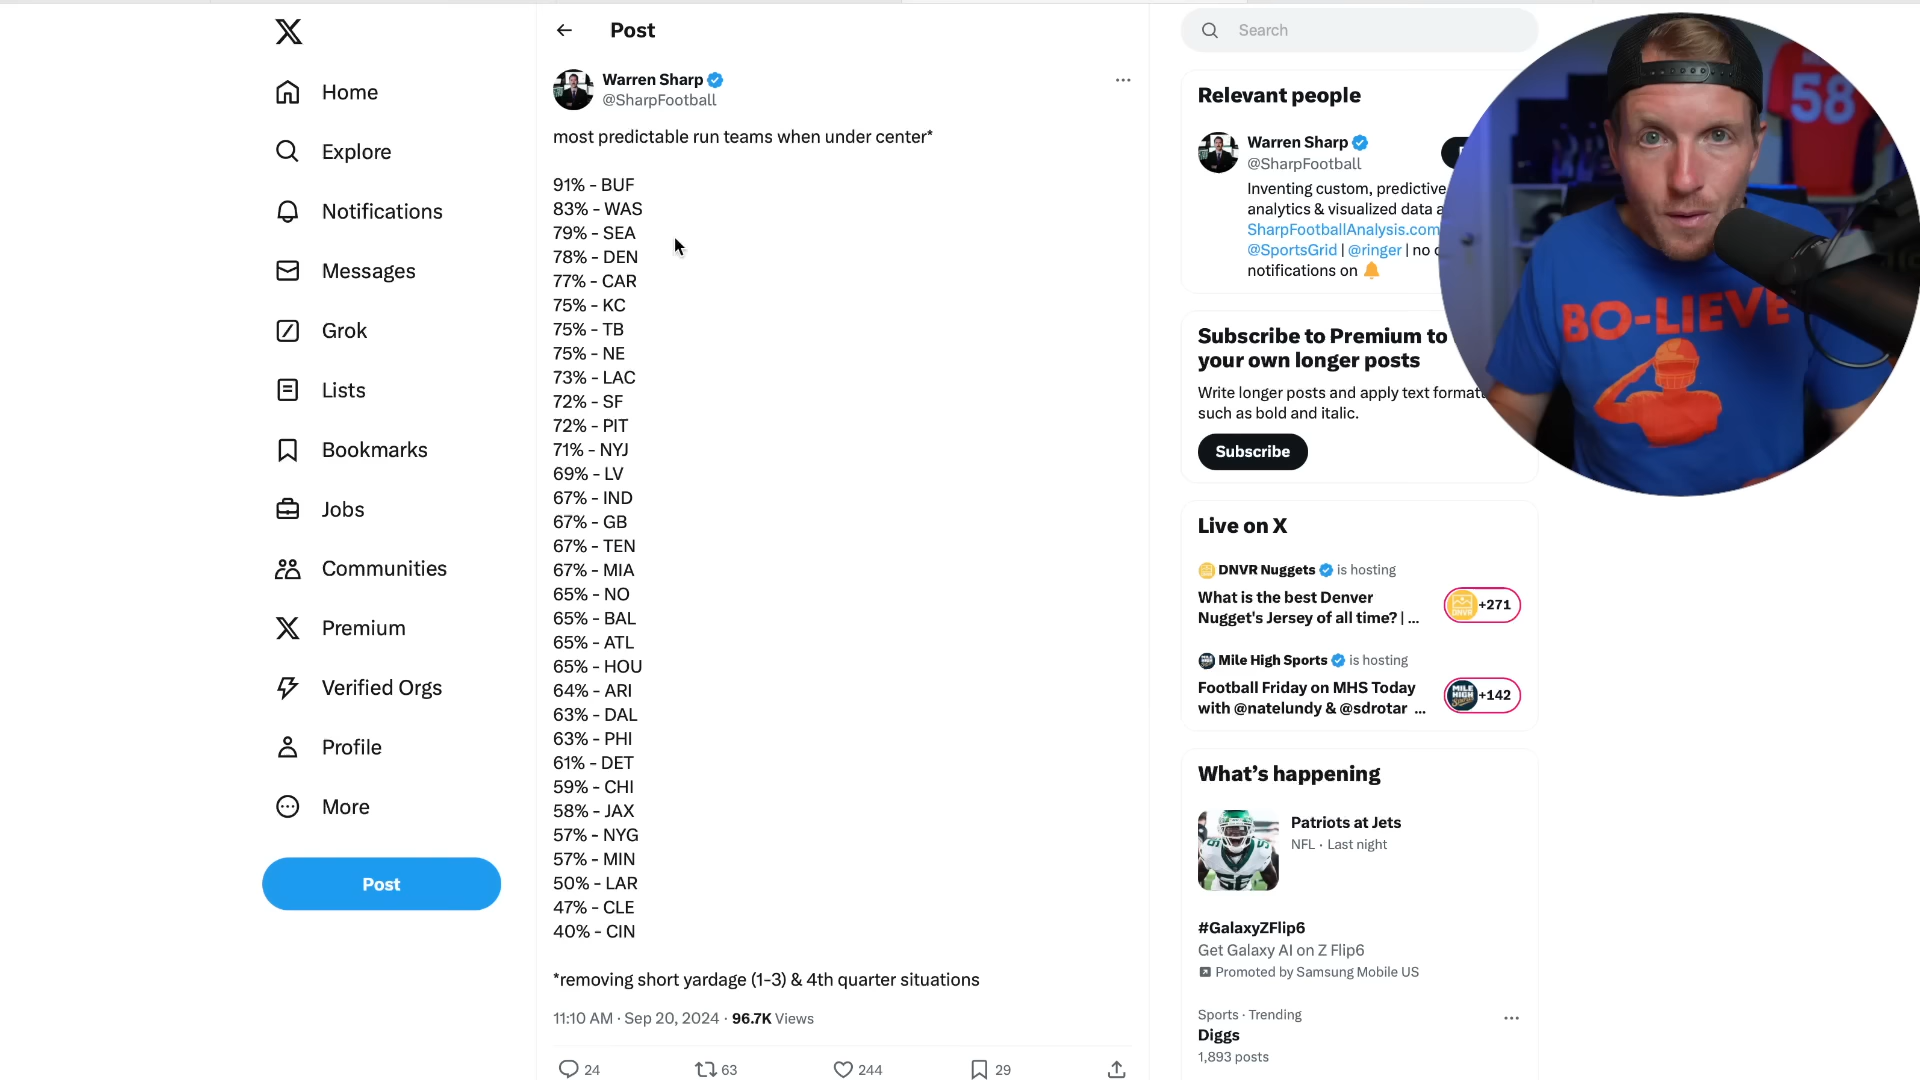 Home
Explore
Notifications
Messages
Grok
Lists
Bookmarks
Jobs
Communities
Premium
Verified Orgs
Profile
More
Post
Post
Warren Sharp
@SharpFootball
most predictable run teams when under center*
91% - BUF
83% - WAS
79% - SEA
78% - DEN
77% - CAR
75% - KC
75% - TB
75% - NE
73% - LAC
72% - SF
72% - PIT
71% - NYJ
69% - LV
67% - IND
67% - GB
67% - TEN
67% - MIA
65% - NO
65% - BAL
65% - ATL
65% - HOU
64% - ARI
63% - DAL
63% - PHI
61% - DET
59% - CHI
58% - JAX
57% - NYG
57% - MIN
50% - LAR
47% - CLE
40% - CIN
*removing short yardage (1-3) & 4th quarter situations
11:10 AM · Sep 20, 2024 · 96.7K Views
24 63 244 29
Search
Relevant people
Warren Sharp
@SharpFootball
Inventing custom, predictive
analytics & visualized data
SharpFootballAnalysis.com
@SportsGrid | @ringer | no
notifications on
Subscribe to Premium to
your own longer posts
Write longer posts and apply text
such as bold and italic.
Subscribe
Live on X
DNVR Nuggets is hosting
What is the best Denver
Nugget's Jersey of all time? | ...
+271
Mile High Sports is hosting
Football Friday on MHS Today
with @natelundy & @sdrotar ...
+142
What's happening
Patriots at Jets
NFL · Last night
#GalaxyZFlip6
Get Galaxy AI on Z Flip6
Promoted by Samsung Mobile US
Sports · Trending
Diggs
1,893 posts
58
BO-LIEVE